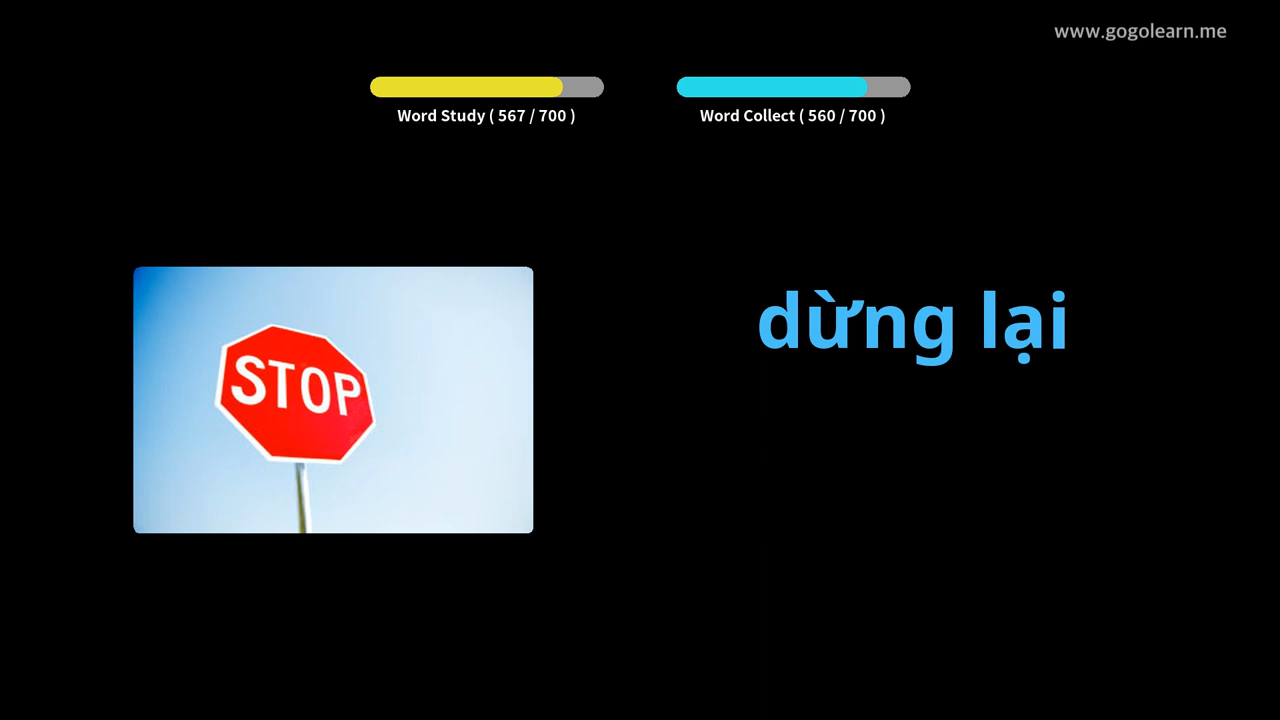 www.gogolearn.me
Word Study ( 567 / 700 )
Word Collect ( 560 / 700 )
STOP
dừng lại